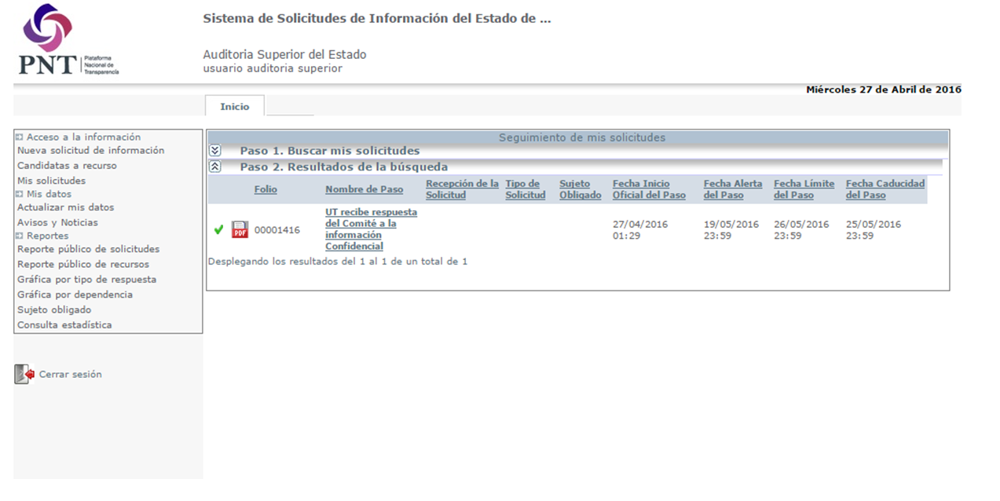 Sistema de Solicitudes de Información del Estado de ...
PNT
Plataforma
Nacional de
Transparencia
Auditoria Superior del Estado
usuario auditoria superior
Miércoles 27 de Abril de 2016
Inicio
Acceso a la información
Nueva solicitud de información
Candidatas a recurso
Mis solicitudes
Mis datos
Actualizar mis datos
Avisos y Noticias
Reportes
Reporte público de solicitudes
Reporte público de recursos
Gráfica por tipo de respuesta
Gráfica por dependencia
Sujeto obligado
Consulta estadística
Cerrar sesión
Seguimiento de mis solicitudes
Paso 1. Buscar mis solicitudes
Paso 2. Resultados de la búsqueda
Folio Nombre de Paso Recepción de la Solicitud Tipo de Solicitud Sujeto Obligado Fecha Inicio Oficial del Paso Fecha Alerta del Paso Fecha Límite del Paso Fecha Caducidad del Paso
PDF
00001416
UT recibe respuesta
del Comité a la
información
Confidencial
27/04/2016 01:29
19/05/2016 23:59
26/05/2016 23:59
25/05/2016 23:59
Desplegando los resultados del 1 al 1 de un total de 1